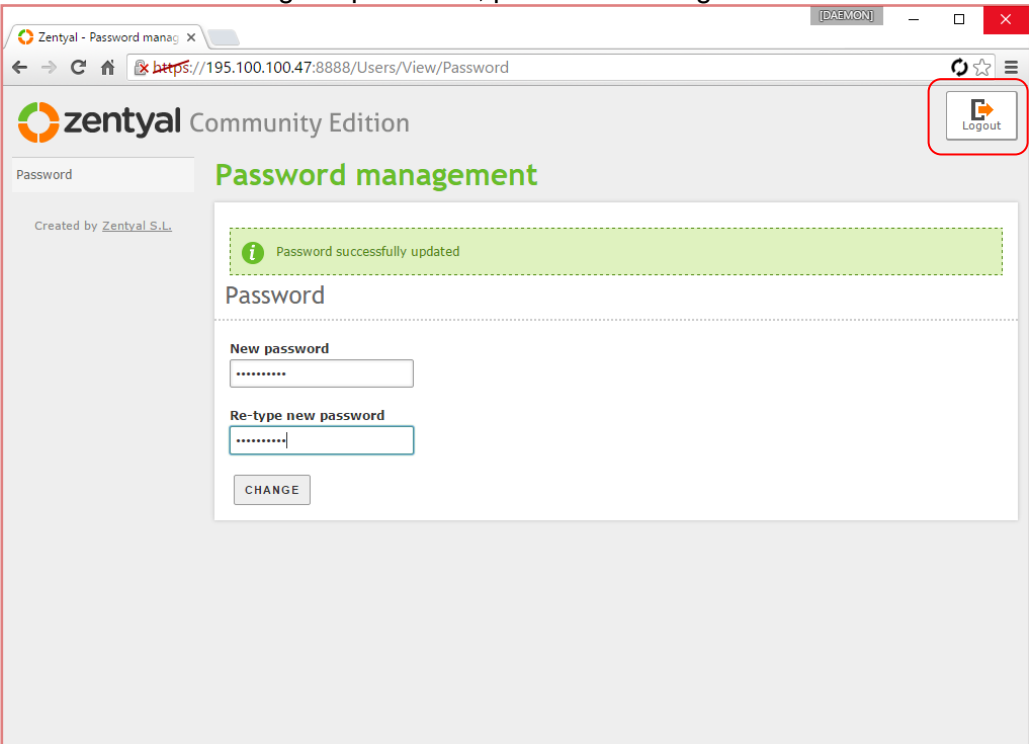 [DAEMON]
Zentyal - Password manag
https://195.100.100.47:8888/Users/View/Password
zentyal Community Edition
Logout
Password
Password management
Created by Zentyal S.L.
Password successfully updated
Password
New password
••••••••••
Re-type new password
••••••••••
CHANGE